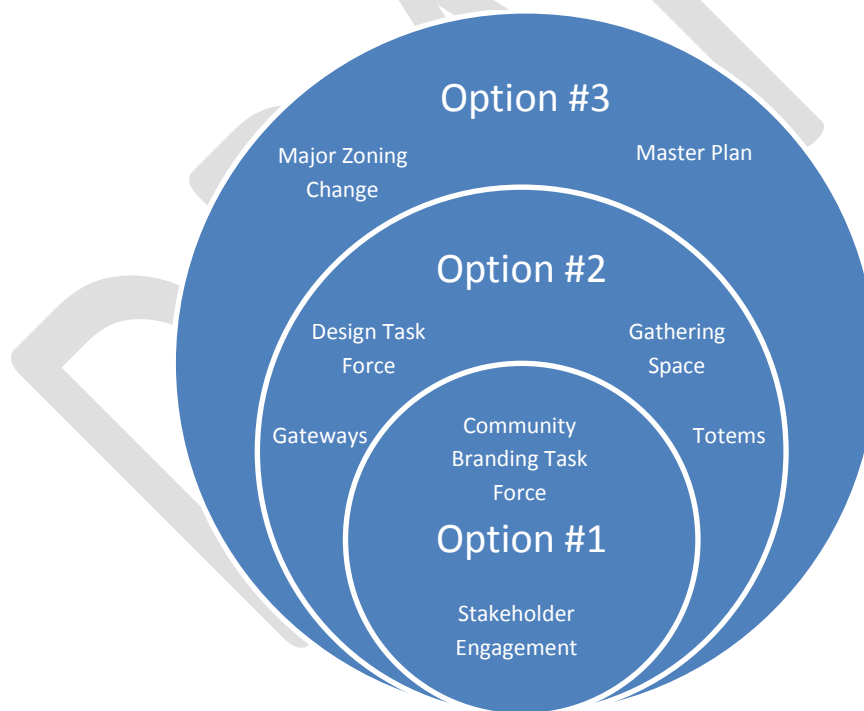 Option #3
Major Zoning
Change
Master Plan
Option #2
Design Task
Force
Gathering
Space
Gateways
Totems
Community
Branding Task
Force
Option #1
Stakeholder
Engagement